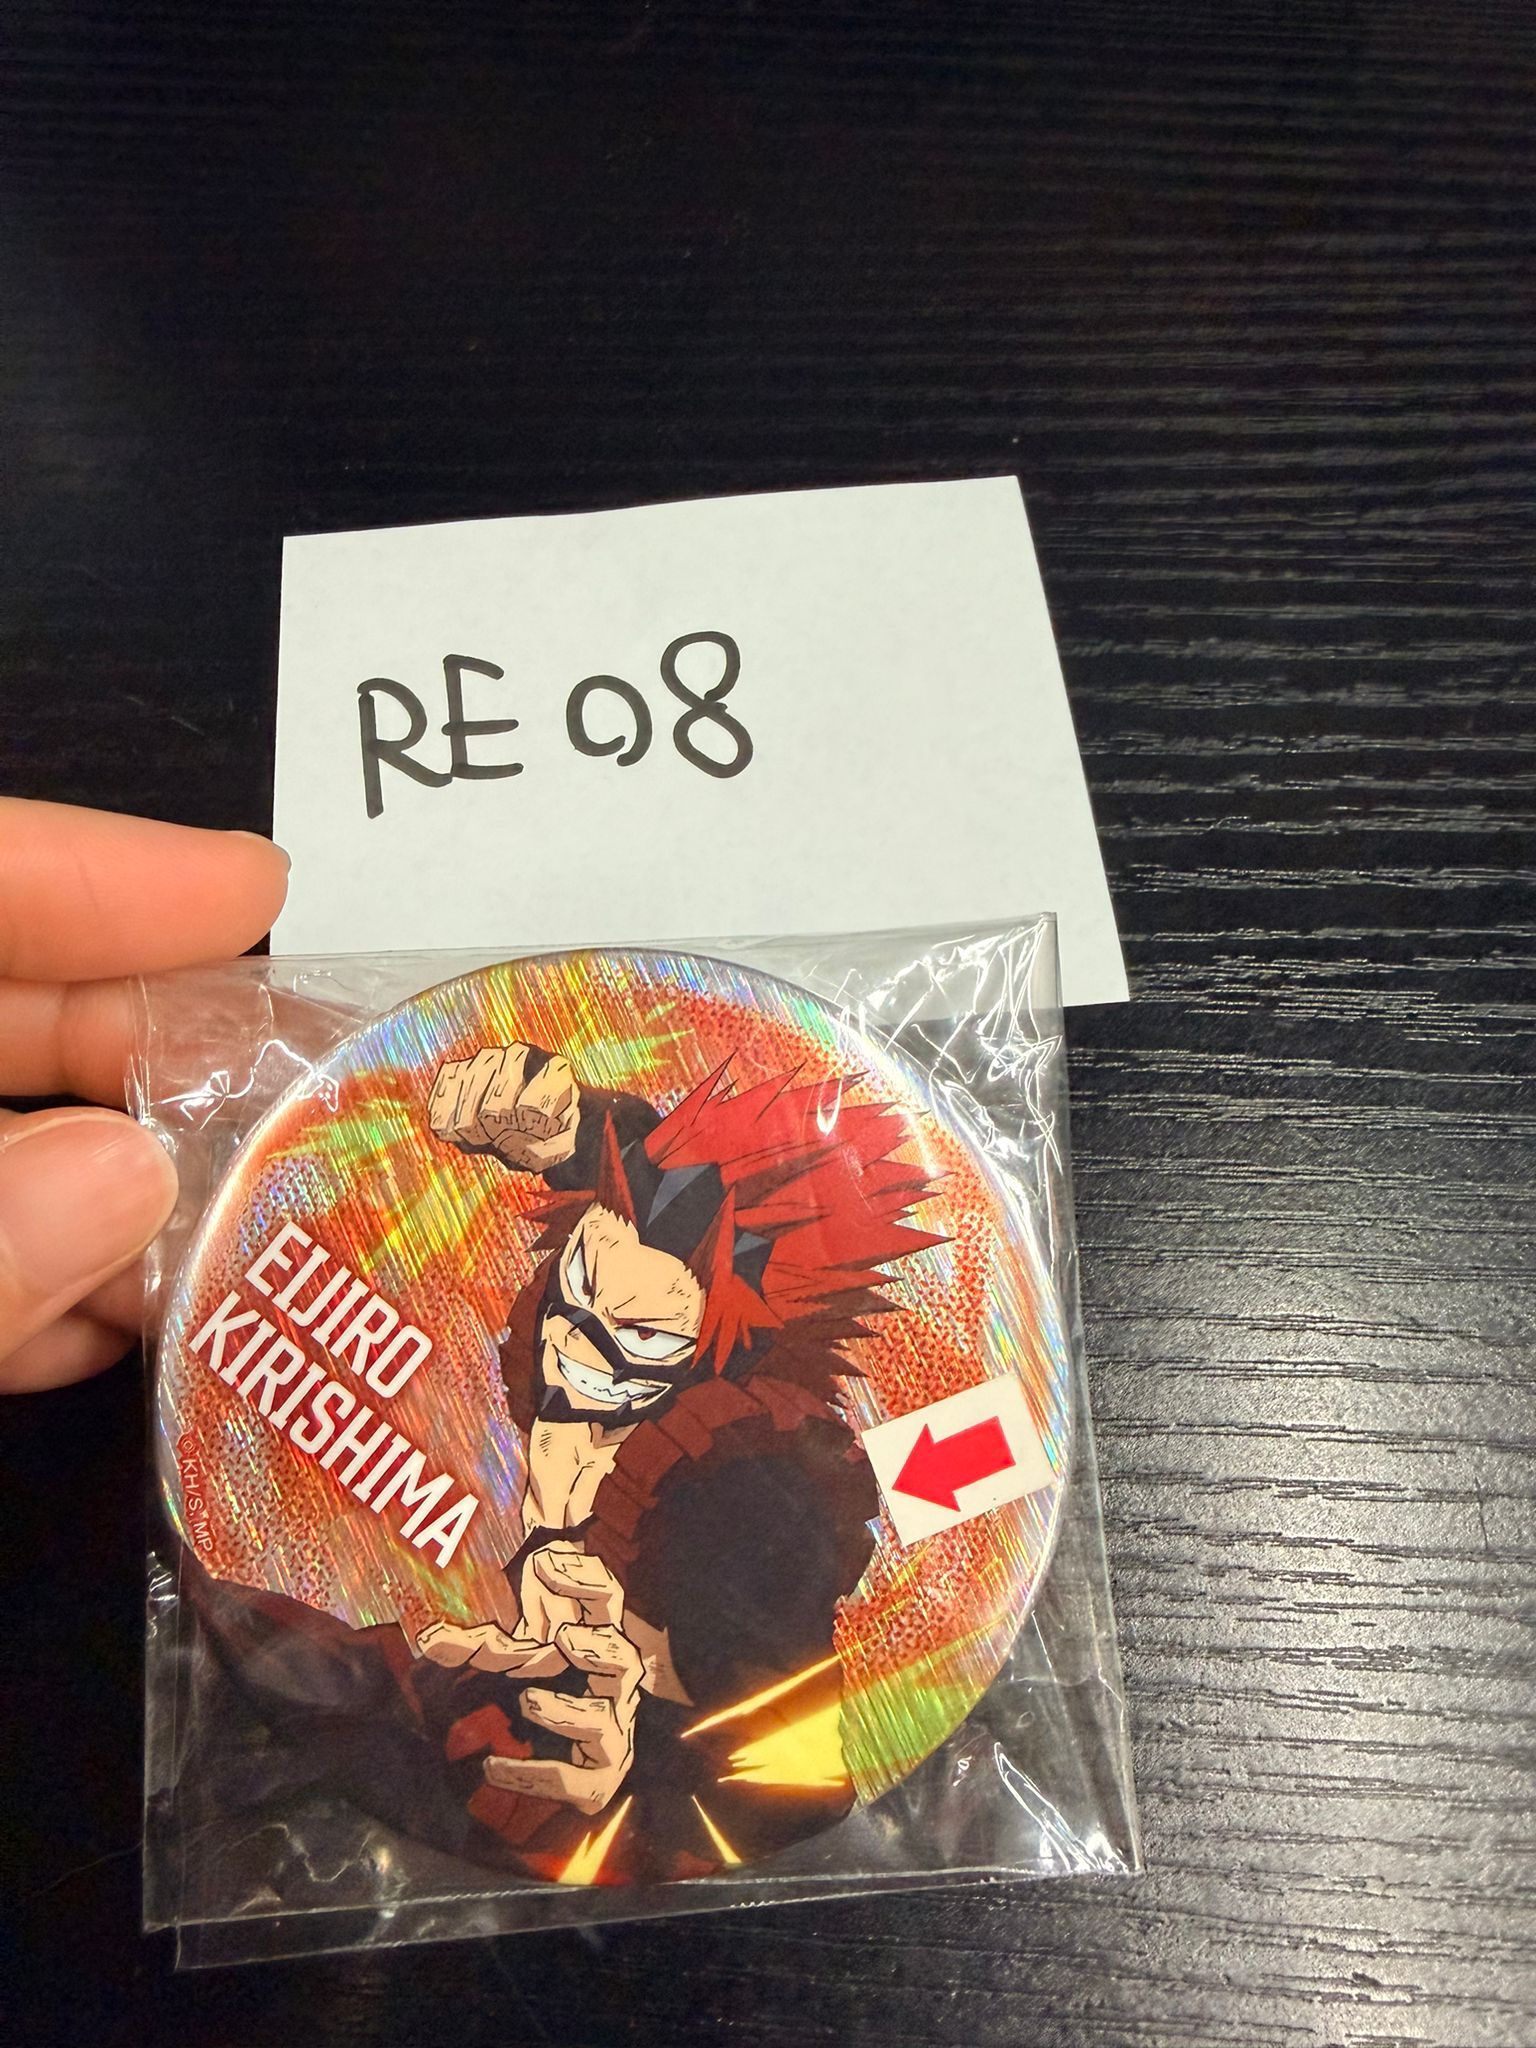 RE 08
EIJIRO
KIRISHIMA
©KH/S, MP